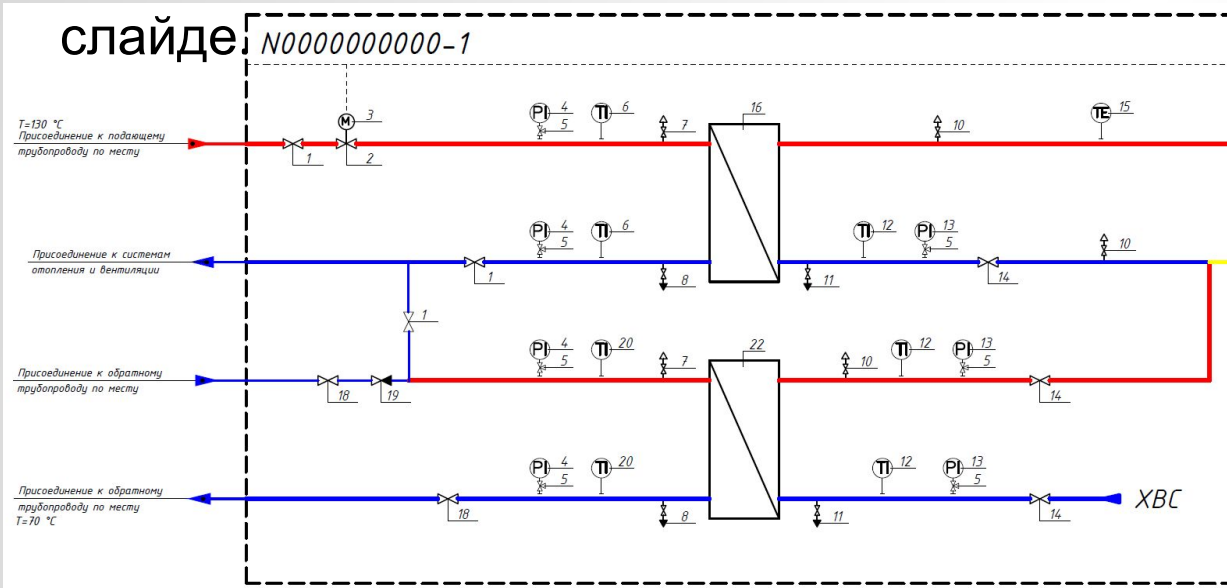 слайде.
N0000000000-1
T=130 °C
Присоединение к подающему
трубопроводу по месту
1
2
M
3
PI
4
5
TI
6
7
16
10
TE
15
Присоединение к системам
отопления и вентиляции
1
PI
4
5
TI
6
8
11
TI
12
PI
13
5
14
10
1
Присоединение к обратному
трубопроводу по месту
18
19
PI
4
5
TI
20
7
22
10
TI
12
PI
13
5
14
Присоединение к обратному
трубопроводу по месту
T=70 °C
18
PI
4
5
TI
20
8
11
TI
12
PI
13
5
14
ХВС